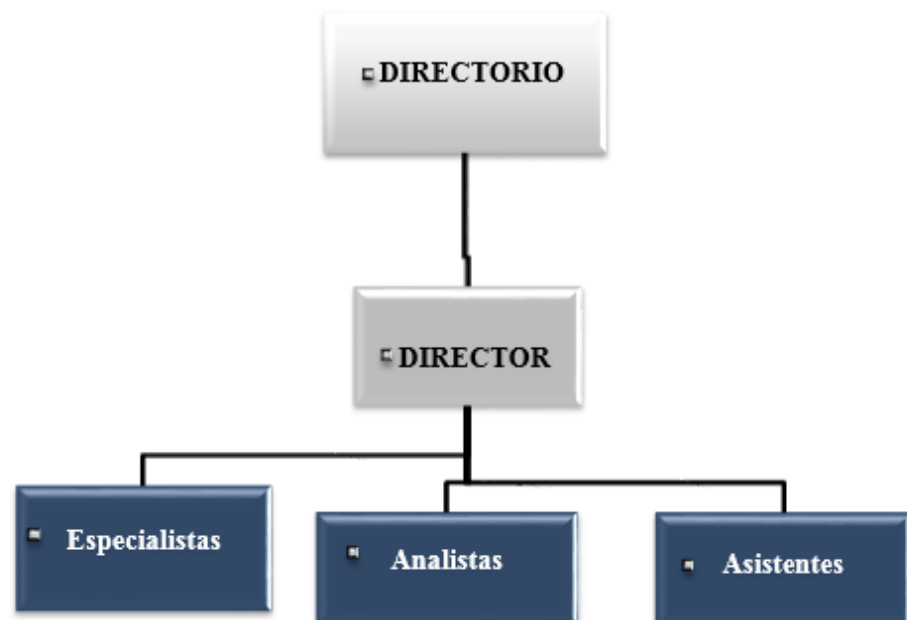 DIRECTORIO
DIRECTOR
Especialistas
Analistas
Asistentes